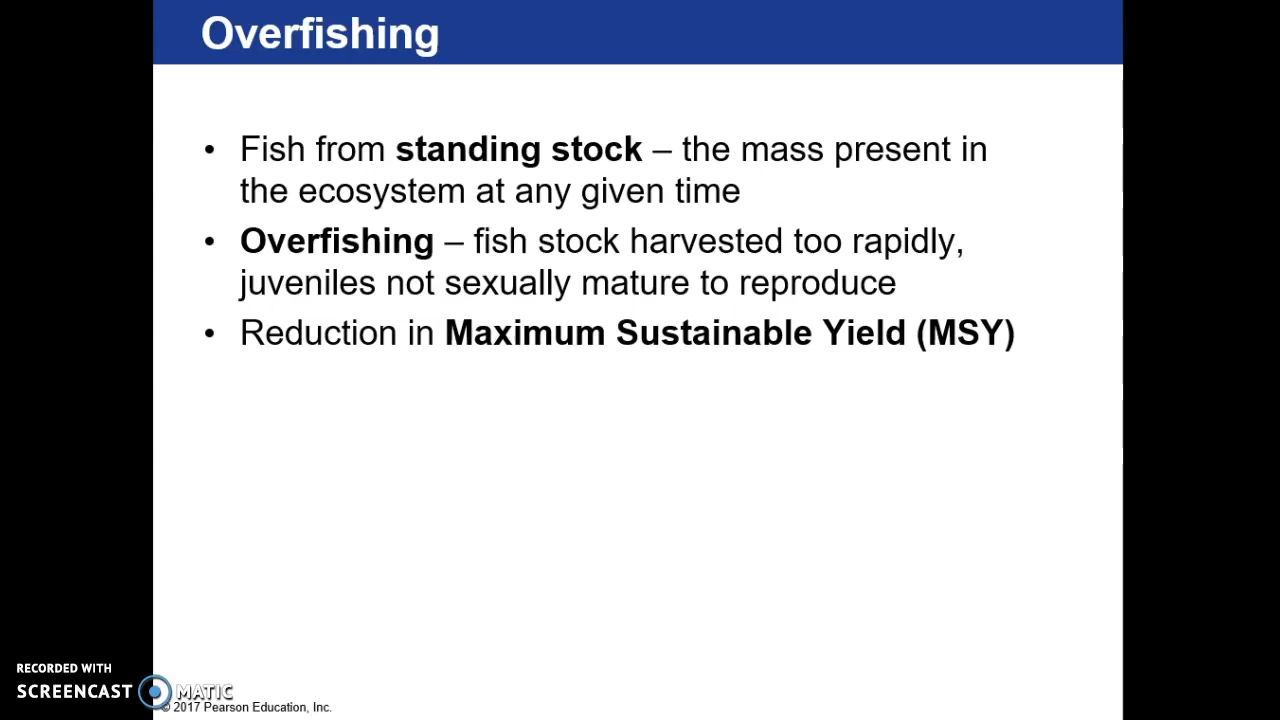 Overfishing
• Fish from standing stock – the mass present in
the ecosystem at any given time
• Overfishing – fish stock harvested too rapidly,
juveniles not sexually mature to reproduce
• Reduction in Maximum Sustainable Yield (MSY)
RECORDED WITH
SCREENCAST MATIC
© 2017 Pearson Education, Inc.